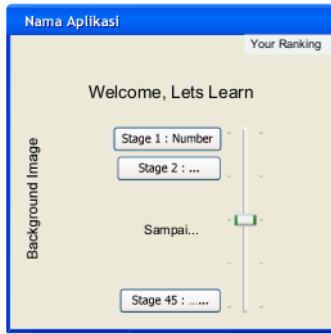 Nama Aplikasi
Your Ranking
Welcome, Lets Learn
Stage 1 : Number
Stage 2 : ...
Background Image
Sampai...
Stage 45 : ......